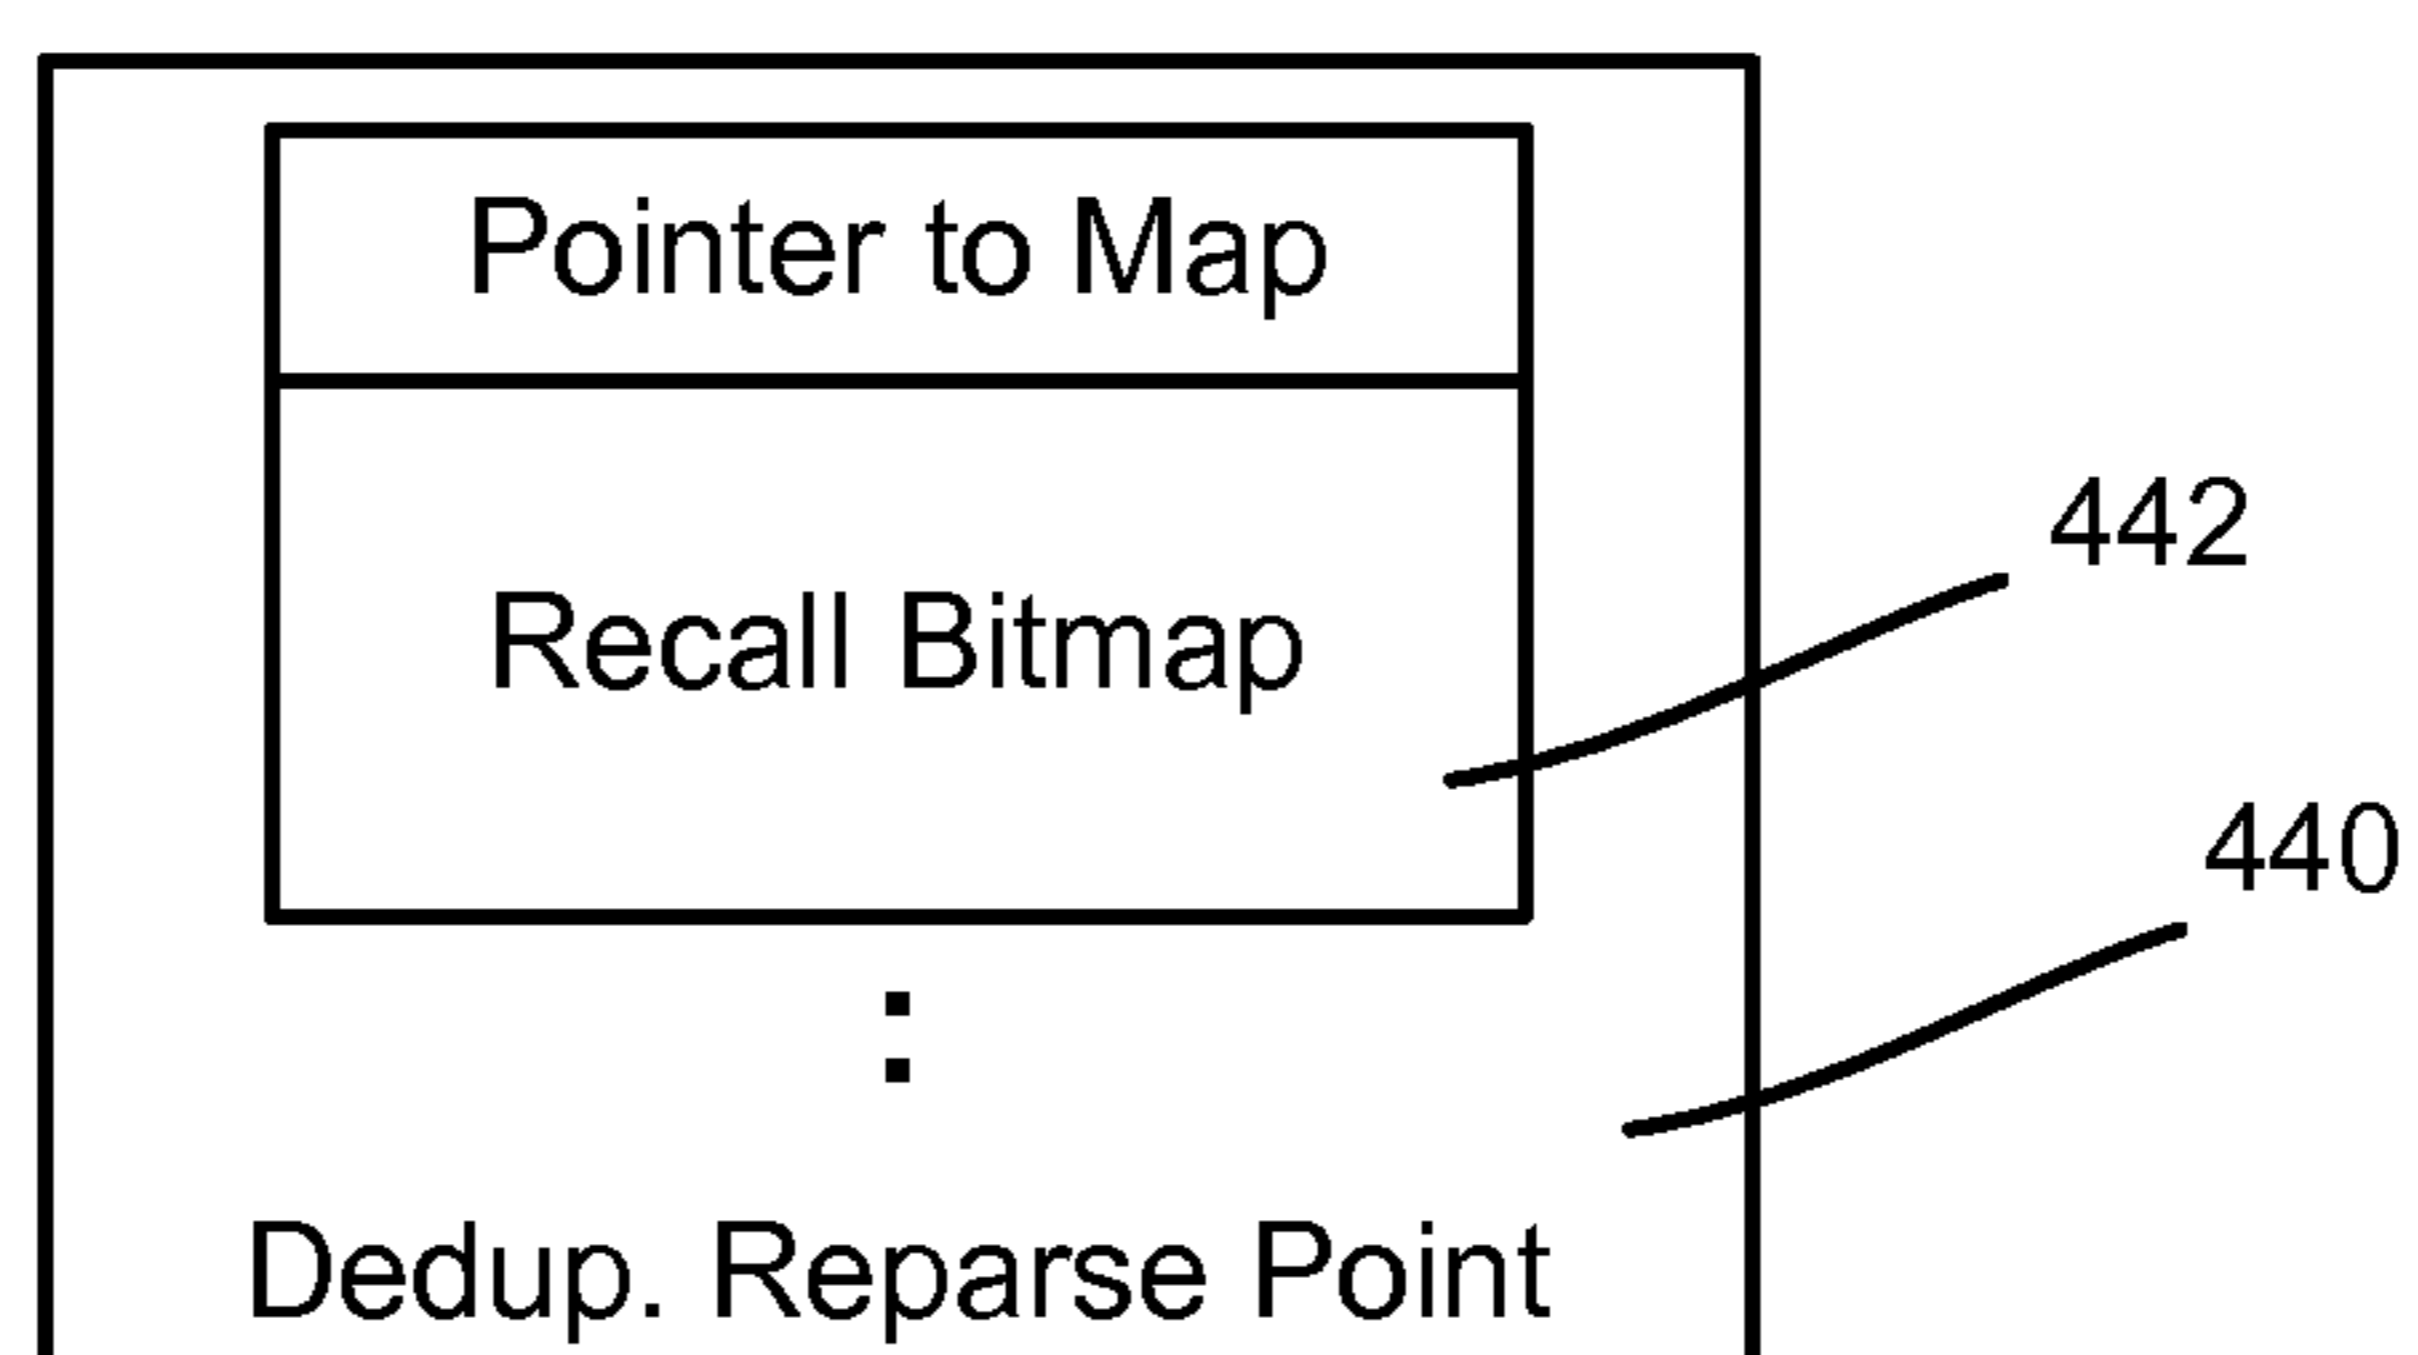 Pointer to Map
Recall Bitmap
442
440
:
Dedup. Reparse Point